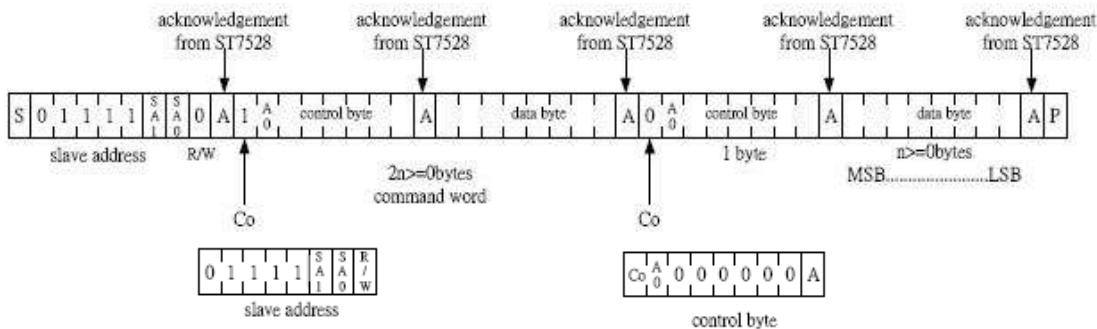 acknowledgement acknowledgement acknowledgement acknowledgement acknowledgement
from ST7528 from ST7528 from ST7528 from ST7528 from ST7528
S 0 1 1 1 1 SA1 SA0 0 A 1 A0 control byte A data byte A 0 A0 control byte A data byte A P
slave address R/W 1 byte n>=0bytes
2n>=0bytes MSB........................LSB
command word
Co Co
0 1 1 1 1 SA1 SA0 R/W Co A0 0 0 0 0 0 0 A
slave address control byte